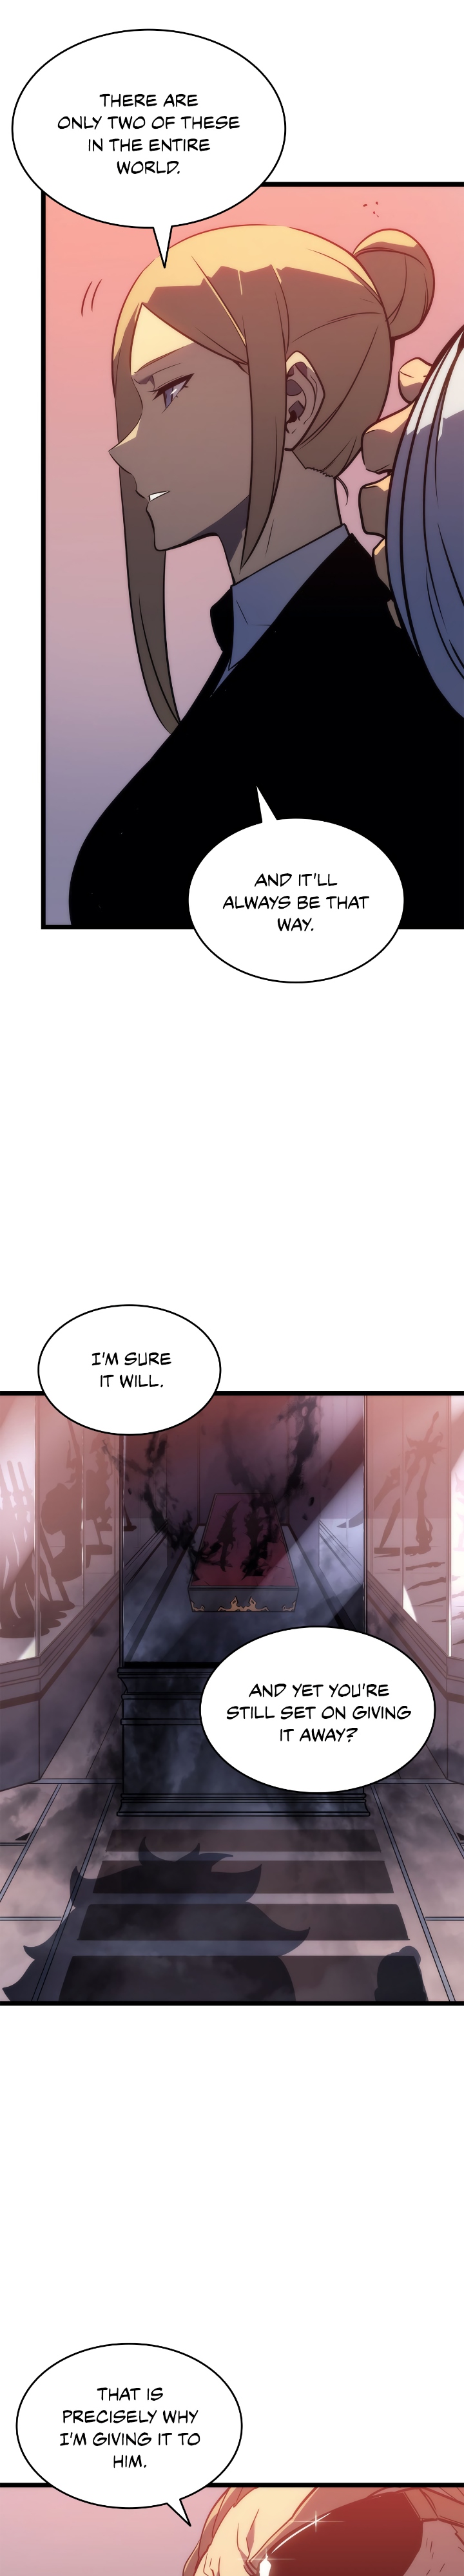 THERE ARE
ONLY TWO OF THESE
IN THE ENTIRE
WORLD.
AND IT'LL
ALWAYS BE THAT
WAY.
I'M SURE
IT WILL.
AND YET YOU'RE
STILL SET ON GIVING
IT AWAY?
THAT IS
PRECISELY WHY
I'M GIVING IT TO
HIM.